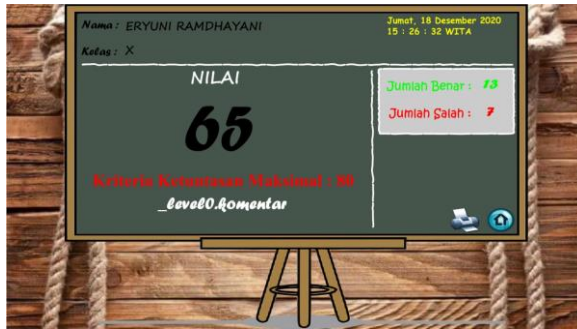 Nama : ERYUNI RAMDHAYANI
Kelas : X
Jumat, 18 Desember 2020
15 : 26 : 32 WITA
NILAI
65
Kriteria Ketuntasan Maksimal : 80
_level0.komentar
Jumlah Benar : 13
Jumlah Salah : 7